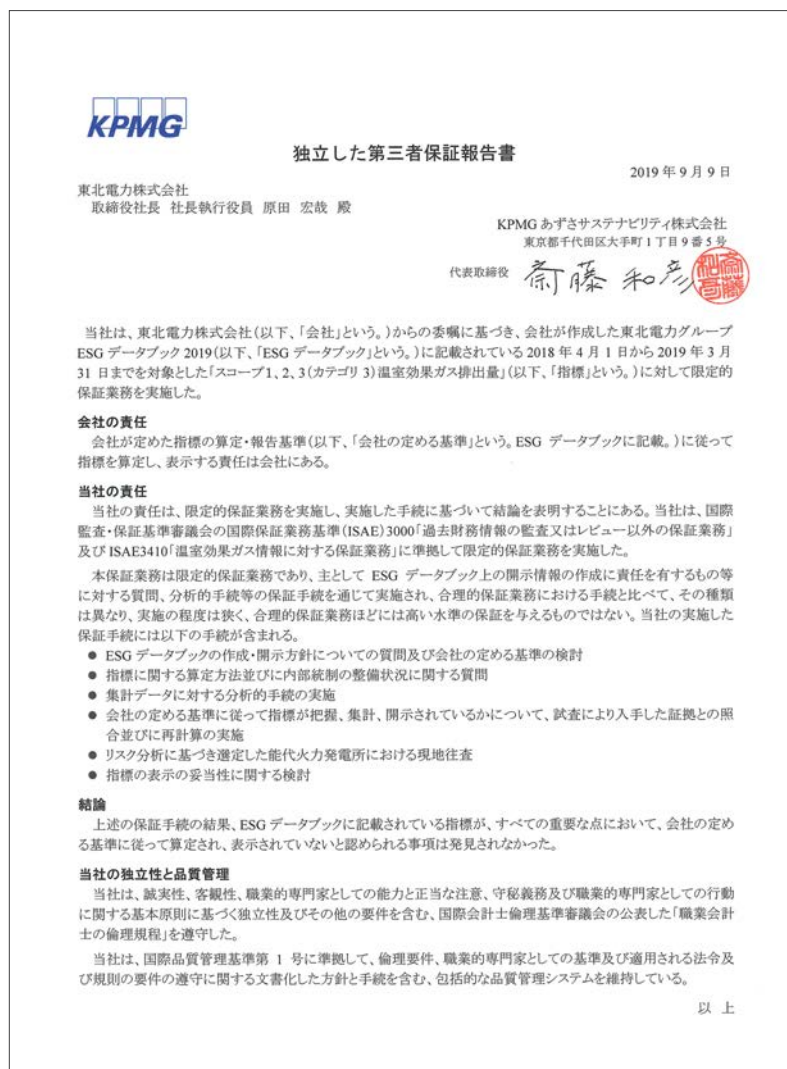 KPMG
独立した第三者保証報告書
2019年9月9日
東北電力株式会社
取締役社長 社長執行役員 原田 宏哉 殿
KPMG あずさサステナビリティ株式会社
東京都千代田区大手町1丁目9番5号
代表取締役 斎藤 和彦
当社は、東北電力株式会社(以下、「会社」という。)からの委嘱に基づき、会社が作成した東北電力グループ
ESG データブック 2019(以下、「ESG データブック」という。)に記載されている 2018 年 4 月 1 日から 2019 年 3 月
31 日までを対象とした「スコープ1、2、3(カテゴリ 3)温室効果ガス排出量」(以下、「指標」という。)に対して限定的
保証業務を実施した。
会社の責任
会社が定めた指標の算定・報告基準(以下、「会社の定める基準」という。ESG データブックに記載。)に従って
指標を算定し、表示する責任は会社にある。
当社の責任
当社の責任は、限定的保証業務を実施し、実施した手続に基づいて結論を表明することにある。当社は、国際
監査・保証基準審議会の国際保証業務基準(ISAE)3000「過去財務情報の監査又はレビュー以外の保証業務」
及び ISAE3410「温室効果ガス情報に対する保証業務」に準拠して限定的保証業務を実施した。
本保証業務は限定的保証業務であり、主として ESG データブック上の開示情報の作成に責任を有するもの等
に対する質問、分析的手続等の保証手続を通じて実施され、合理的保証業務における手続と比べて、その種類
は異なり、実施の程度は狭く、合理的保証業務ほどには高い水準の保証を与えるものではない。当社の実施した
保証手続には以下の手続が含まれる。
● ESG データブックの作成・開示方針についての質問及び会社の定める基準の検討
● 指標に関する算定方法並びに内部統制の整備状況に関する質問
● 集計データに対する分析的手続の実施
● 会社の定める基準に従って指標が把握、集計、開示されているかについて、試査により入手した証拠との照
合並びに再計算の実施
● リスク分析に基づき選定した能代火力発電所における現地往査
● 指標の表示の妥当性に関する検討
結論
上述の保証手続の結果、ESG データブックに記載されている指標が、すべての重要な点において、会社の定め
る基準に従って算定され、表示されていないと認められる事項は発見されなかった。
当社の独立性と品質管理
当社は、誠実性、客観性、職業的専門家としての能力と正当な注意、守秘義務及び職業的専門家としての行動
に関する基本原則に基づく独立性及びその他の要件を含む、国際会計士倫理基準審議会の公表した「職業会計
士の倫理規程」を遵守した。
当社は、国際品質管理基準第 1 号に準拠して、倫理要件、職業的専門家としての基準及び適用される法令及
び規則の要件の遵守に関する文書化した方針と手続を含む、包括的な品質管理システムを維持している。
以 上